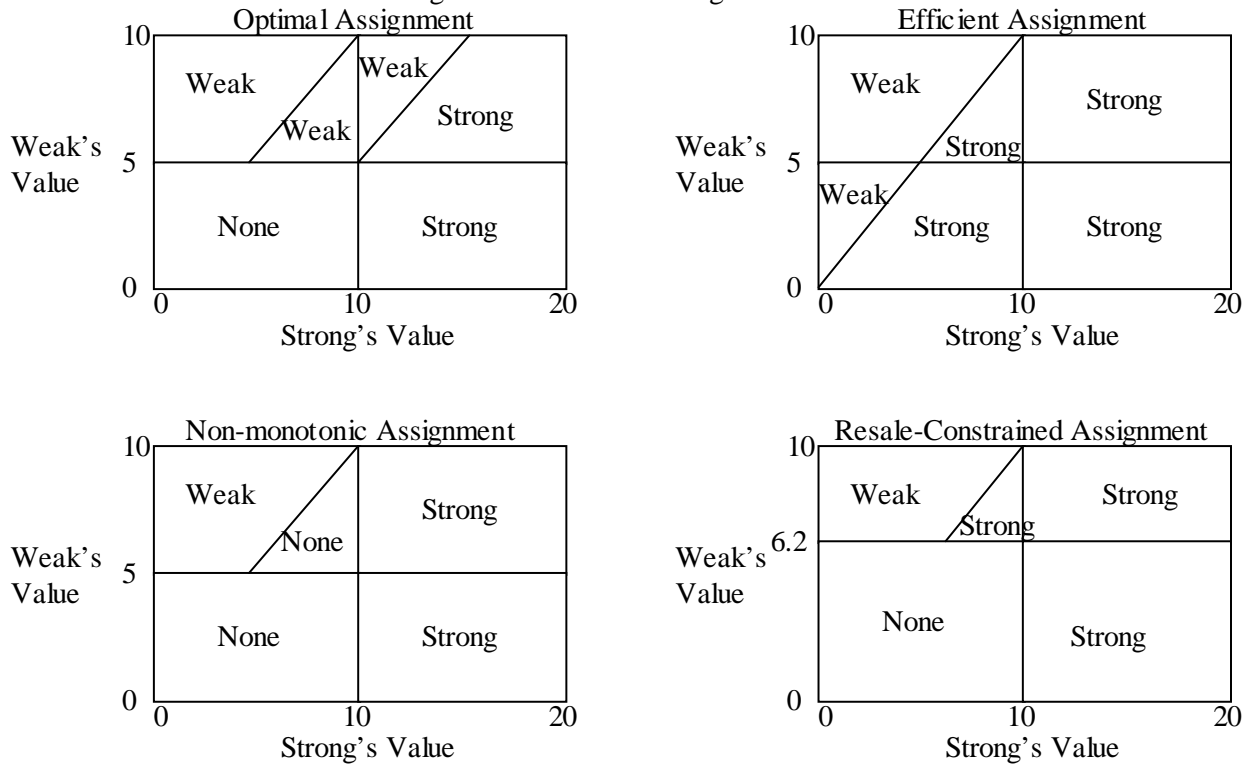 Optimal Assignment
10
Weak
Weak
Weak
Strong
Weak's
Value
5
None
Strong
0
0
10
20
Strong's Value
Efficient Assignment
10
Weak
Strong
Weak's
Value
5
Strong
Weak
Strong
Strong
0
0
10
20
Strong's Value
Non-monotonic Assignment
10
Weak
Strong
None
Weak's
Value
5
None
Strong
0
0
10
20
Strong's Value
Resale-Constrained Assignment
10
Weak
Strong
Strong
Weak's
Value
6.2
None
Strong
0
0
10
20
Strong's Value